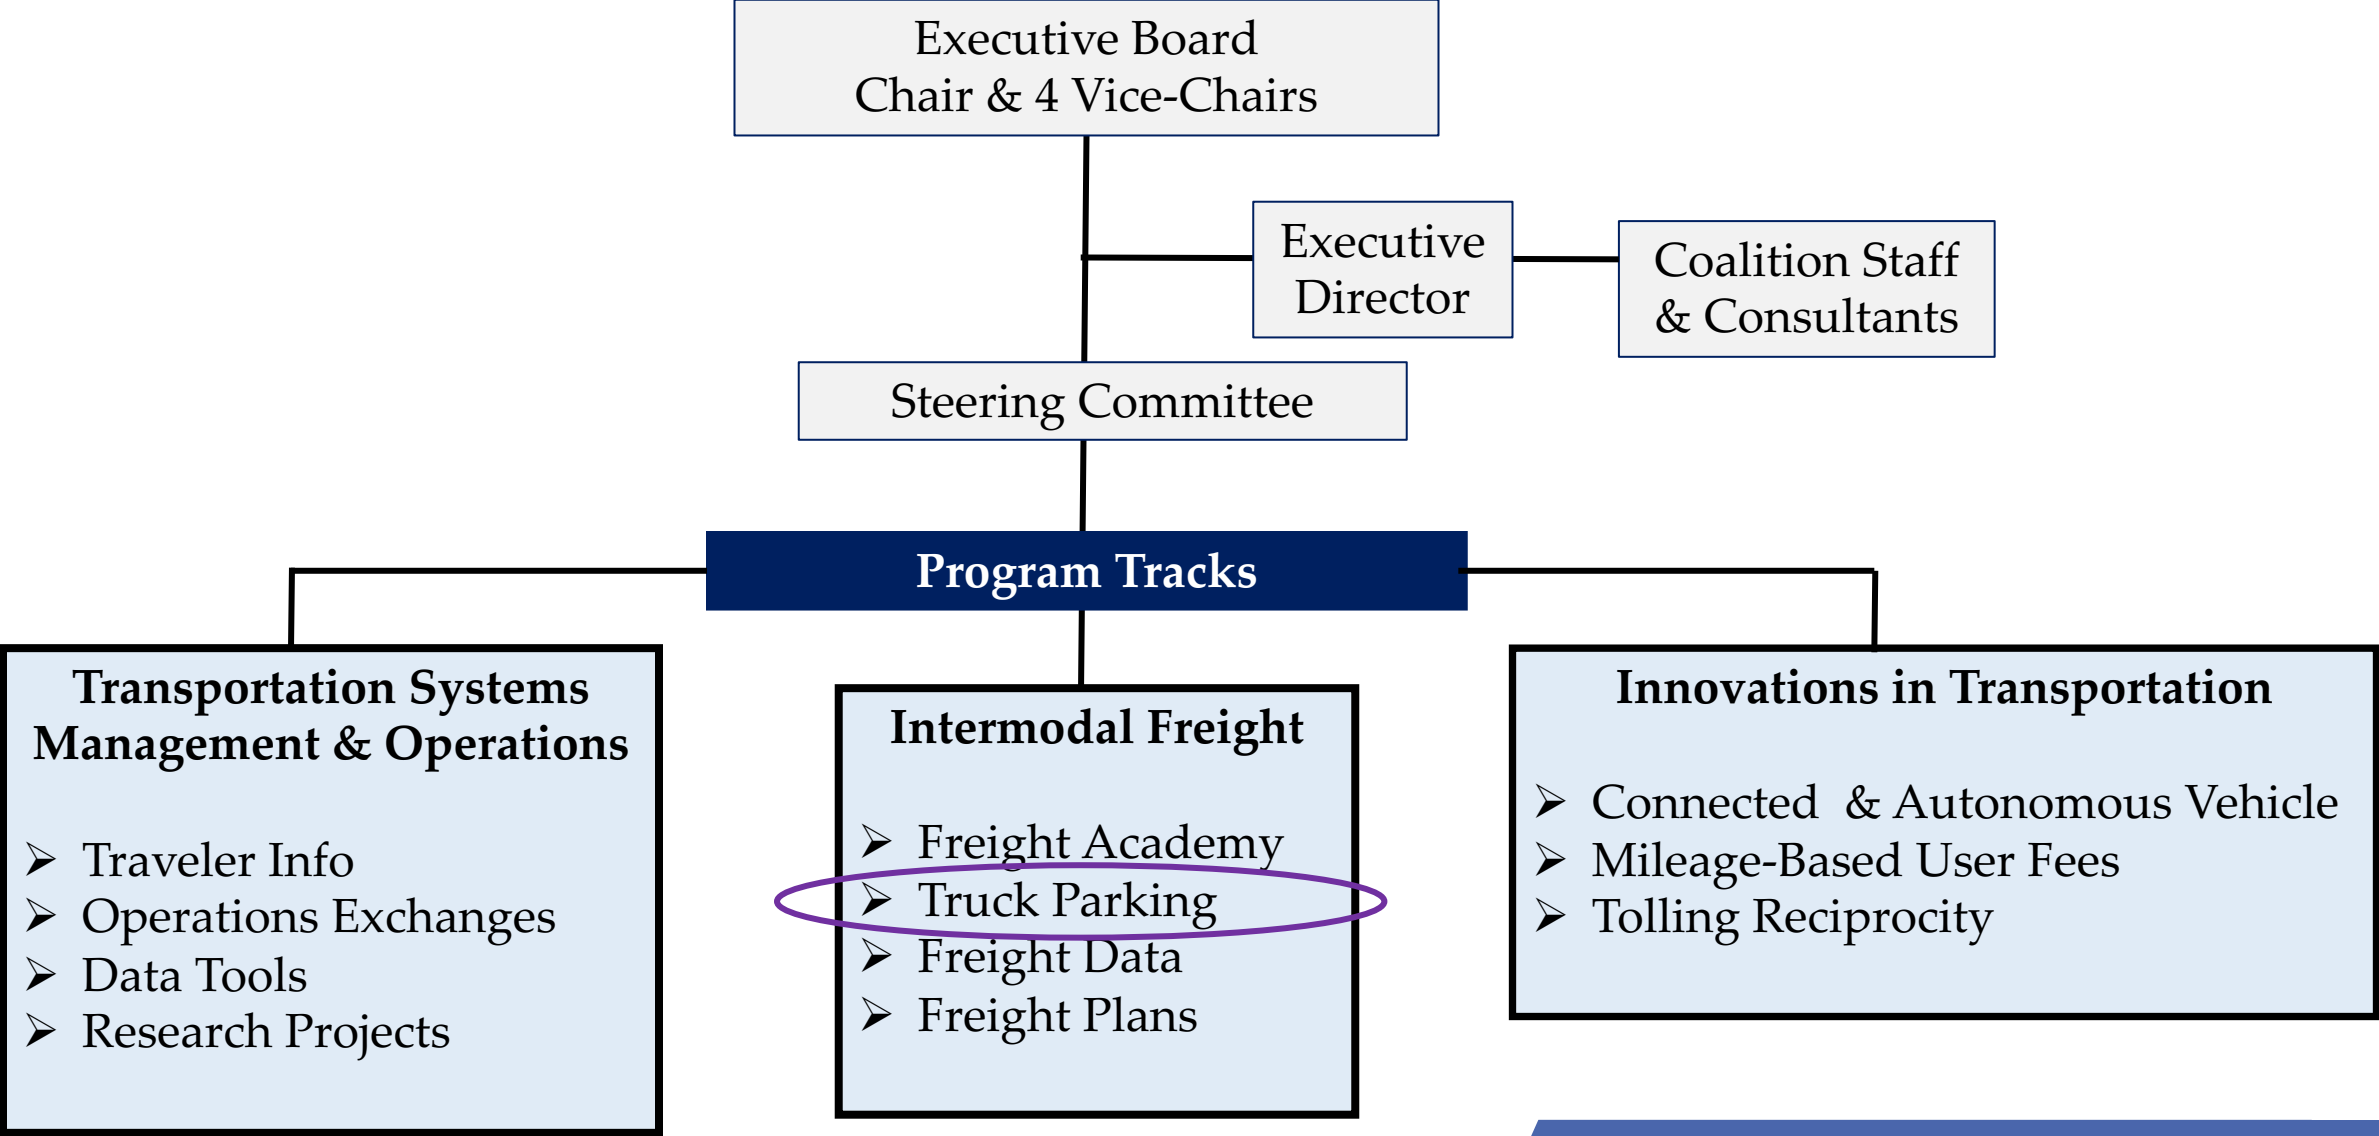 Executive Board
Chair & 4 Vice-Chairs
Executive
Director
Coalition Staff
& Consultants
Steering Committee
Program Tracks
Transportation Systems
Management & Operations
➢ Traveler Info
➢ Operations Exchanges
➢ Data Tools
➢ Research Projects
Intermodal Freight
➢ Freight Academy
➢ Truck Parking
➢ Freight Data
➢ Freight Plans
Innovations in Transportation
➢ Connected & Autonomous Vehicle
➢ Mileage-Based User Fees
➢ Tolling Reciprocity